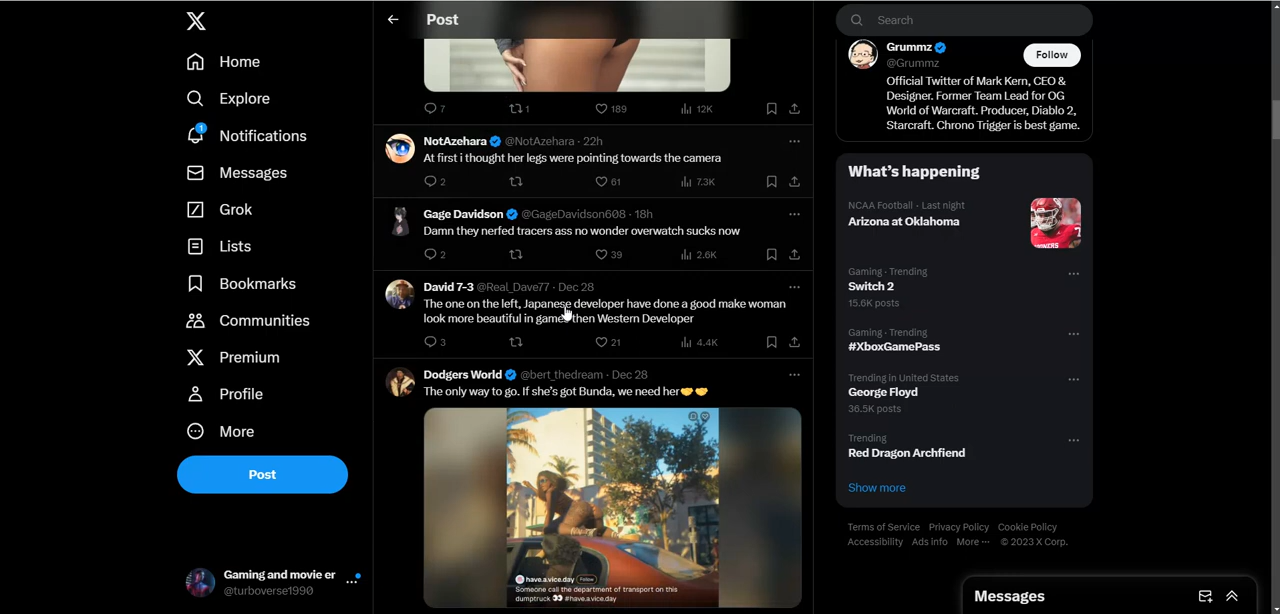 Home
Explore
1
Notifications
Messages
Grok
Lists
Bookmarks
Communities
Premium
Profile
More
Post
Gaming and movie er
@turboverse1990
Post
7 1 189 12K
NotAzehara @NotAzehara · 22h
At first i thought her legs were pointing towards the camera
2 61 7.3K
Gage Davidson @GageDavidson608 · 18h
Damn they nerfed tracers ass no wonder overwatch sucks now
2 39 2.6K
David 7-3 @Real_Dave77 · Dec 28
The one on the left, Japanese developer have done a good make woman
look more beautiful in games then Western Developer
3 21 4.4K
Dodgers World @bert_thedream · Dec 28
The only way to go. If she's got Bunda, we need her
have.a.vice.day Follow
Someone call the department of transport on this
dumptruck 👀 #have.a.vice.day
Search
Grummz
@Grummz
Follow
Official Twitter of Mark Kern, CEO &
Designer. Former Team Lead for OG
World of Warcraft. Producer, Diablo 2,
Starcraft. Chrono Trigger is best game.
What's happening
NCAA Football · Last night
Arizona at Oklahoma
Gaming · Trending
Switch 2
15.6K posts
Gaming · Trending
#XboxGamePass
Trending in United States
George Floyd
36.5K posts
Trending
Red Dragon Archfiend
Show more
Terms of Service Privacy Policy Cookie Policy
Accessibility Ads info More ··· © 2023 X Corp.
Messages